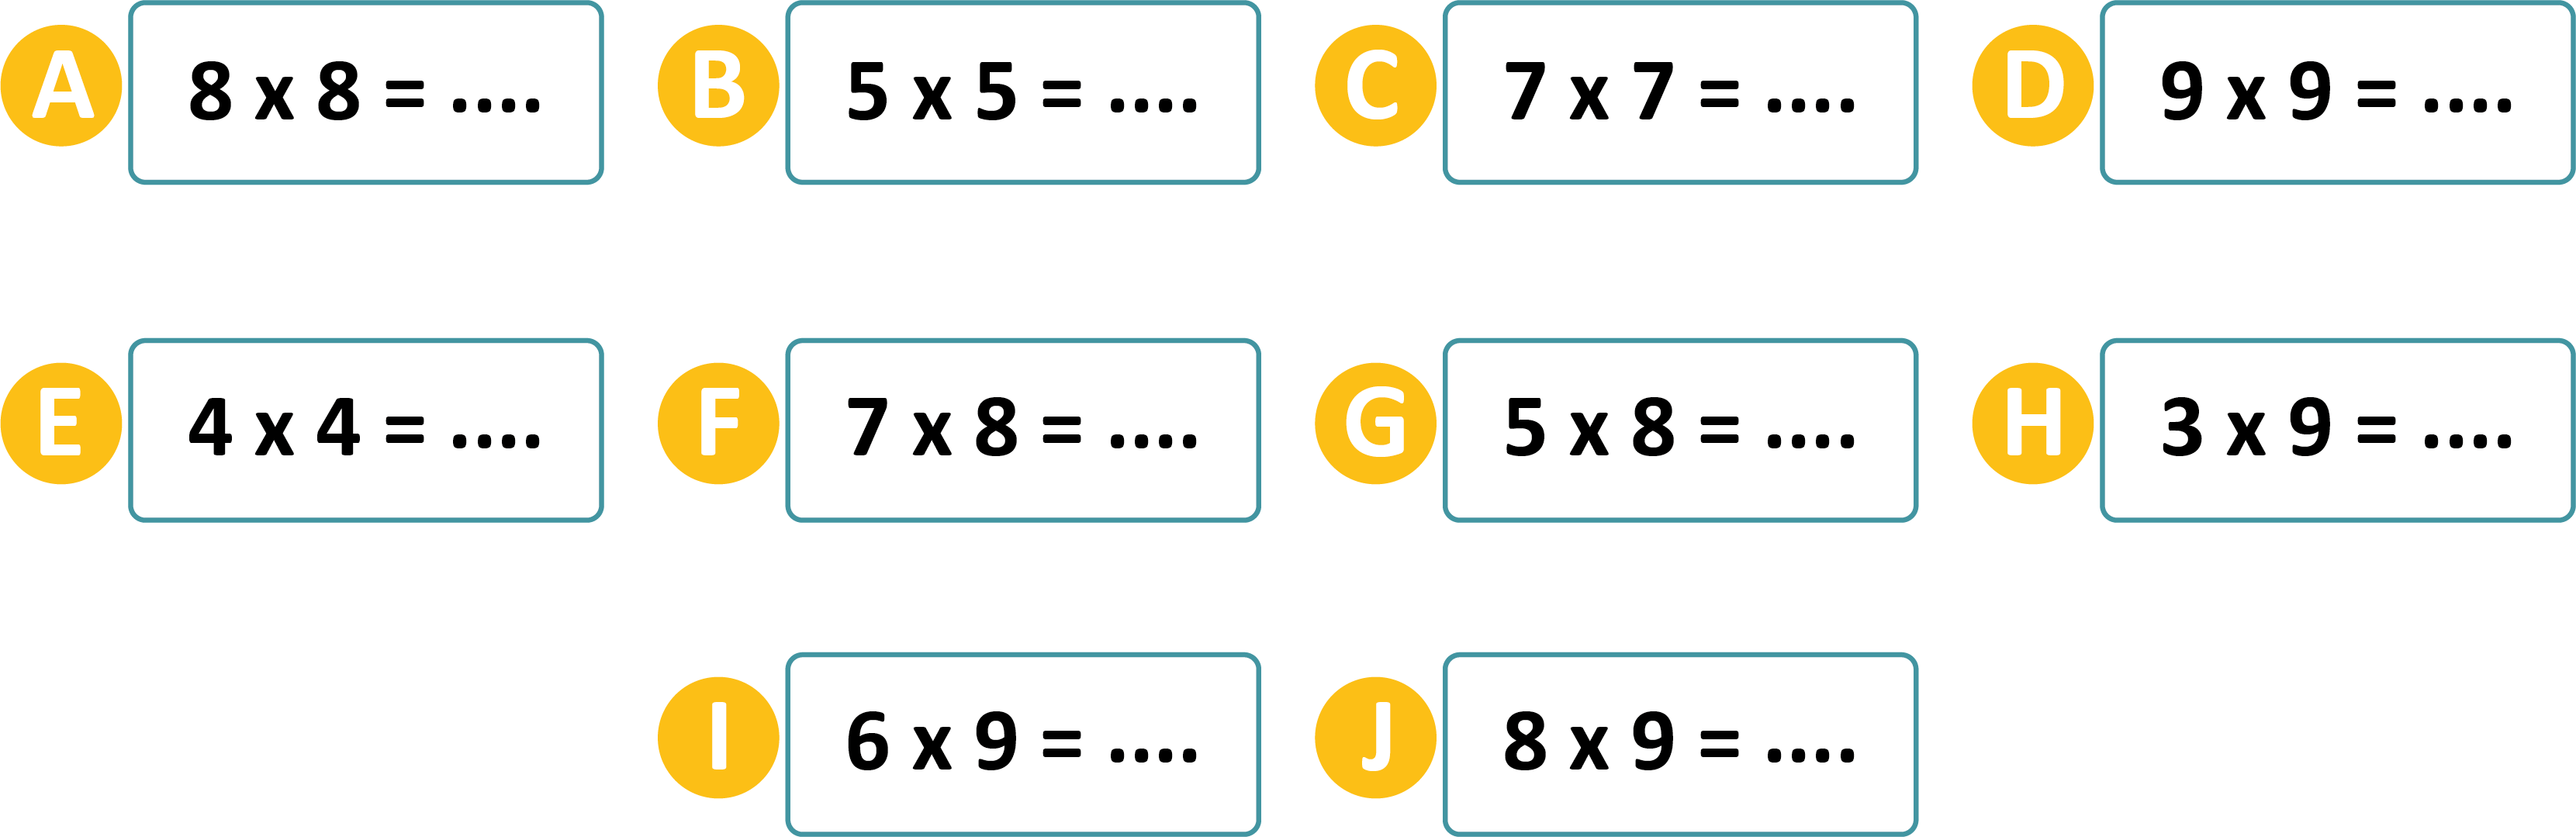 A 8 x 8 = .... B 5 x 5 = .... C 7 x 7 = .... D 9 x 9 = ....
E 4 x 4 = .... F 7 x 8 = .... G 5 x 8 = .... H 3 x 9 = ....
I 6 x 9 = .... J 8 x 9 = ....